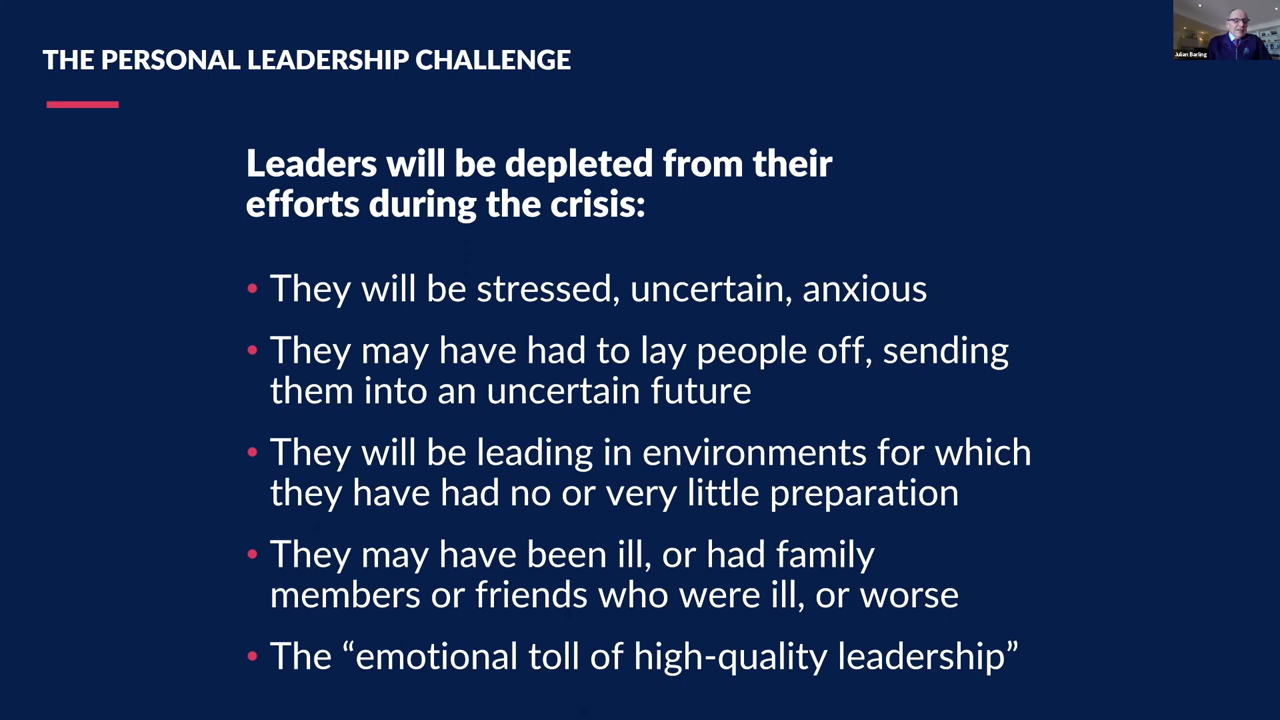 THE PERSONAL LEADERSHIP CHALLENGE
Julian Barling
Leaders will be depleted from their
efforts during the crisis:
• They will be stressed, uncertain, anxious
• They may have had to lay people off, sending
them into an uncertain future
• They will be leading in environments for which
they have had no or very little preparation
• They may have been ill, or had family
members or friends who were ill, or worse
• The “emotional toll of high-quality leadership”